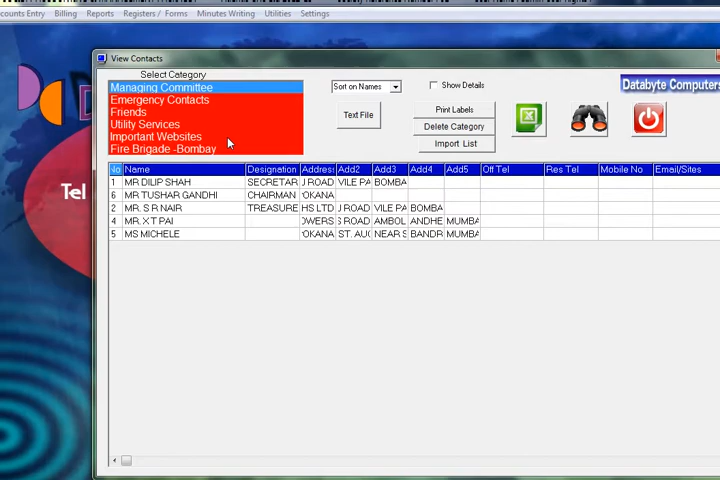 counts Entry Billing Reports Registers / Forms Minutes Writing Utilities Settings
View Contacts
Select Category
Managing Committee
Emergency Contacts
Friends
Utility Services
Important Websites
Fire Brigade -Bombay
Sort on Names
Show Details
Text File
Print Labels
Delete Category
Import List
Databyte Computers
No Name Designation Address Add2 Add3 Add4 Add5 Off Tel Res Tel Mobile No Email/Sites
1 MR DILIP SHAH SECRETAR J ROAD VILE PA BOMBA
6 MR TUSHAR GANDHI CHAIRMAN OKANA
2 MR. S R NAIR TREASURE HS LTD J ROAD VILE PA BOMBA
4 MR. X T PAI OWERS S ROAD AMBOL ANDHE MUMBA
5 MS MICHELE OKANA ST. AU NEAR S BANDR MUMBA
Tel